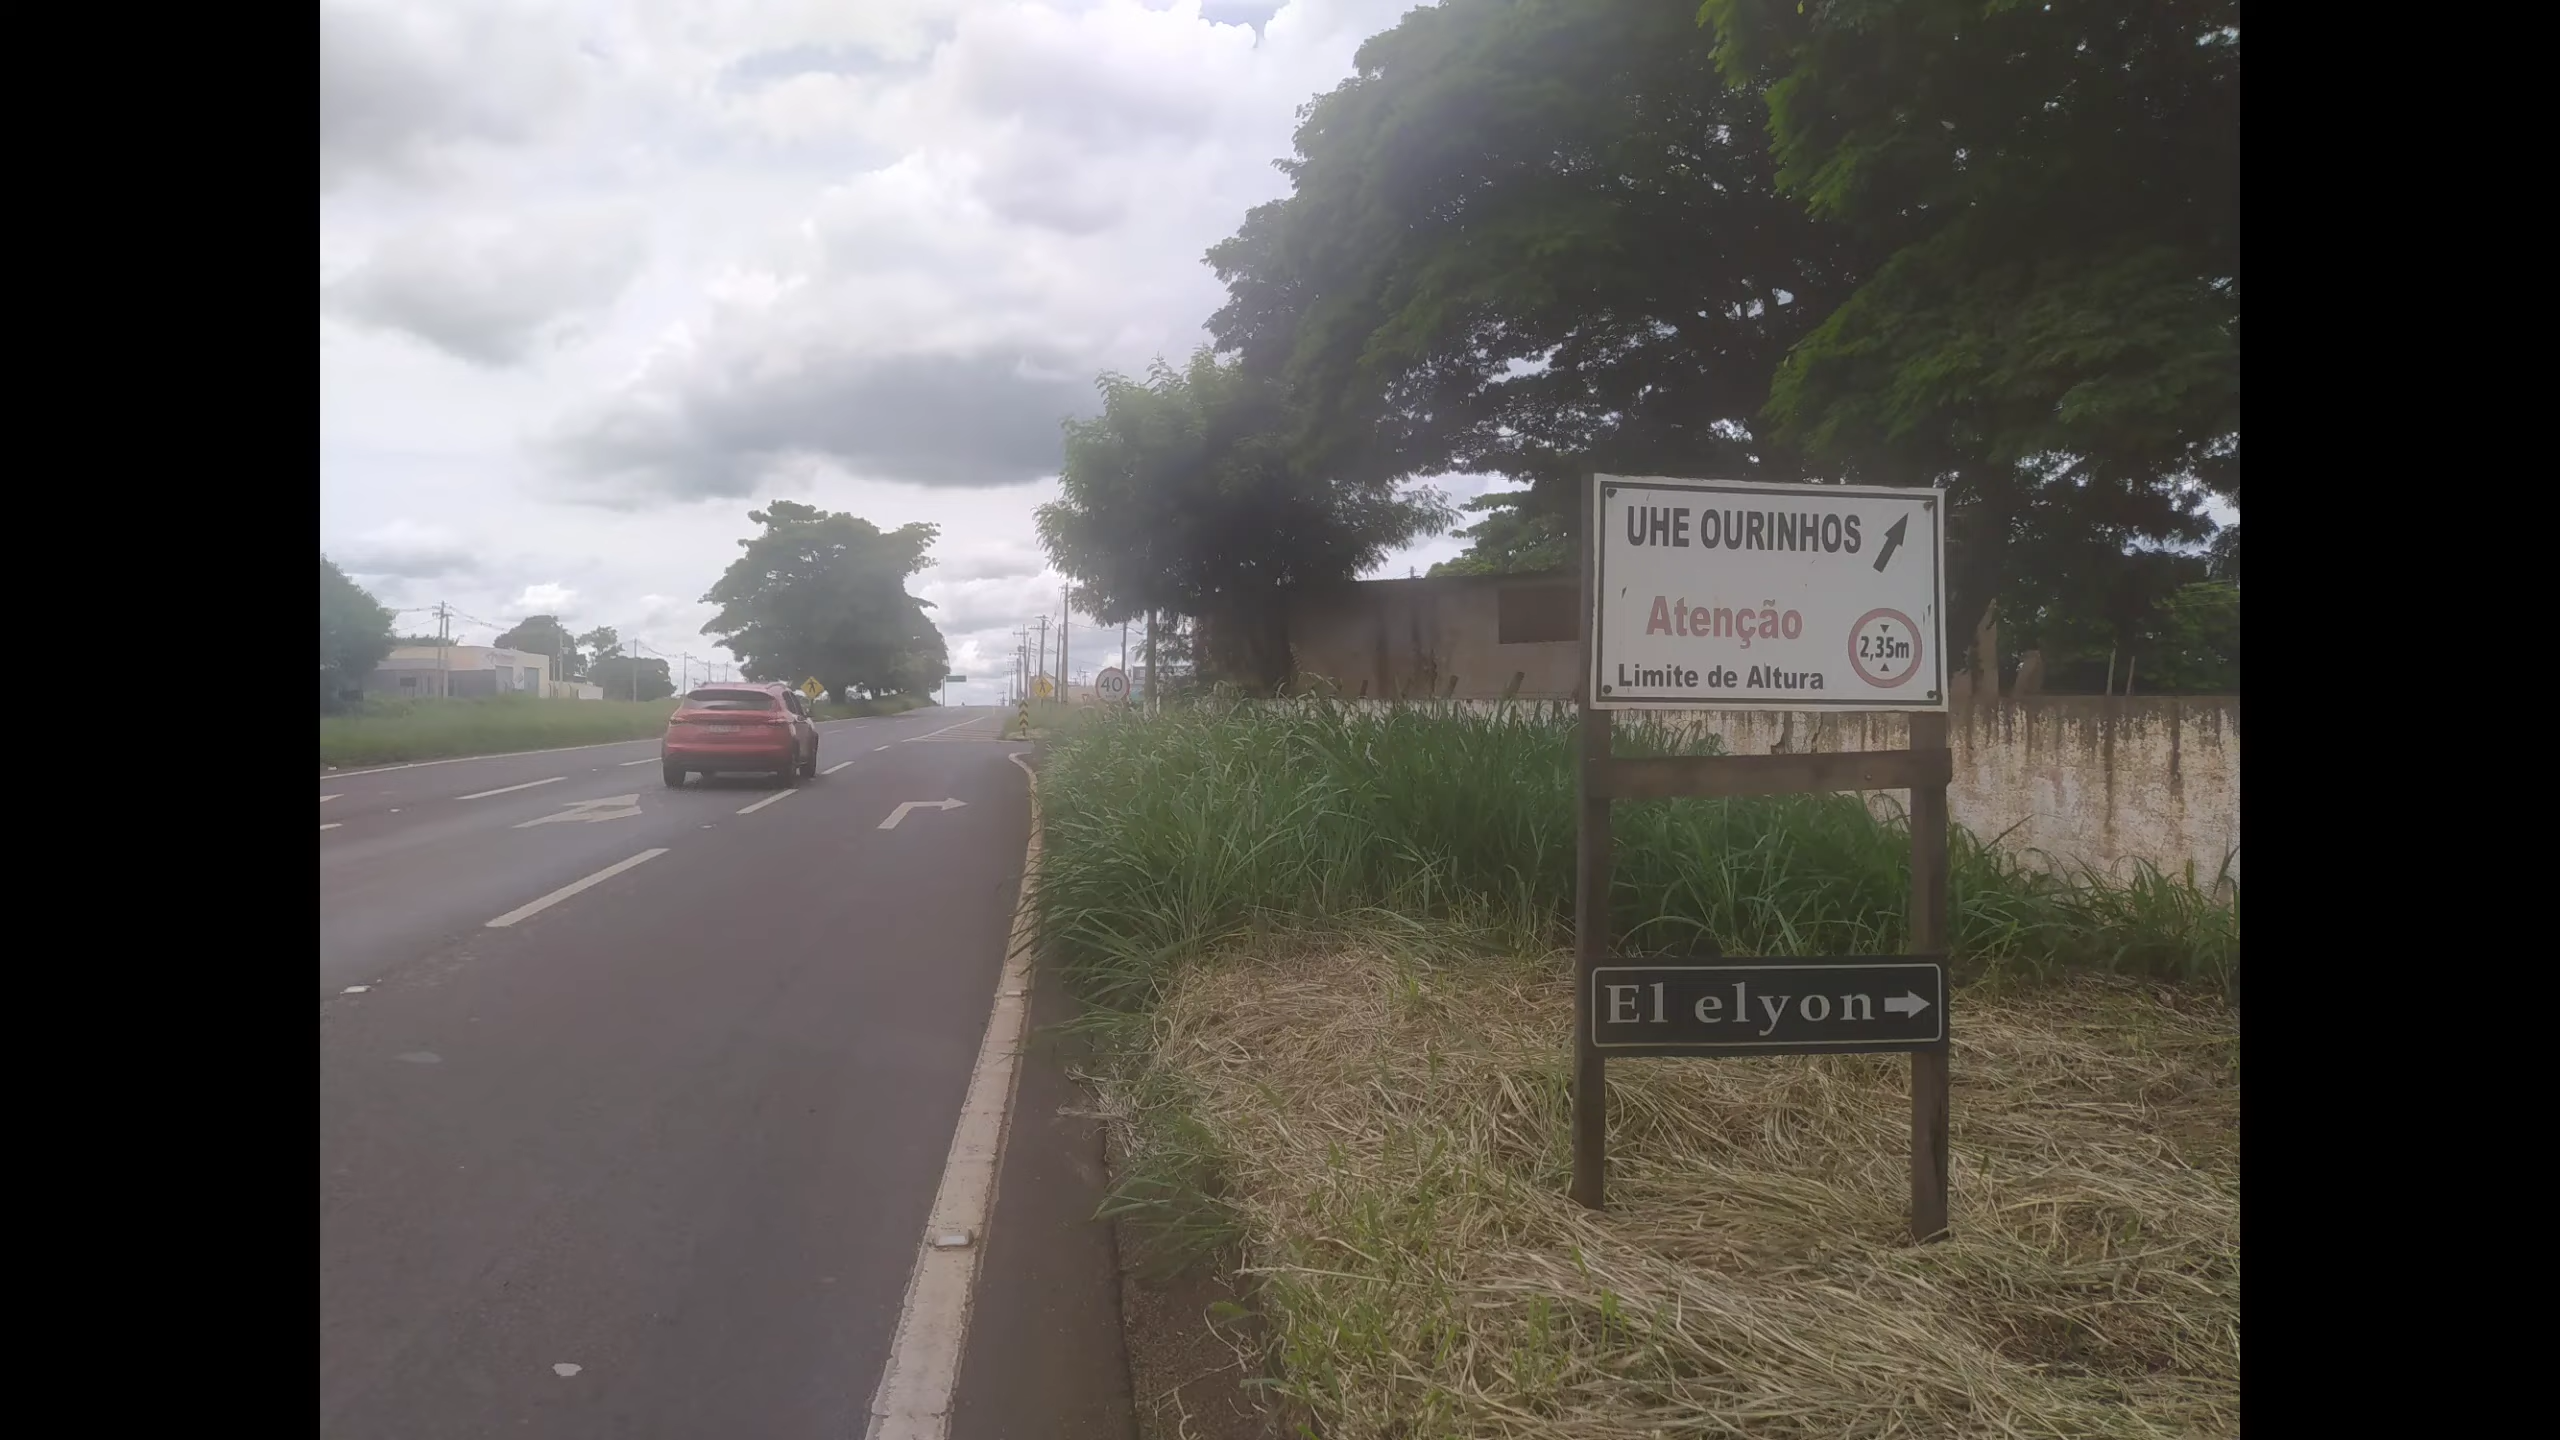 UHE OURINHOS
Atenção
2,35m
Limite de Altura
40
El elyon